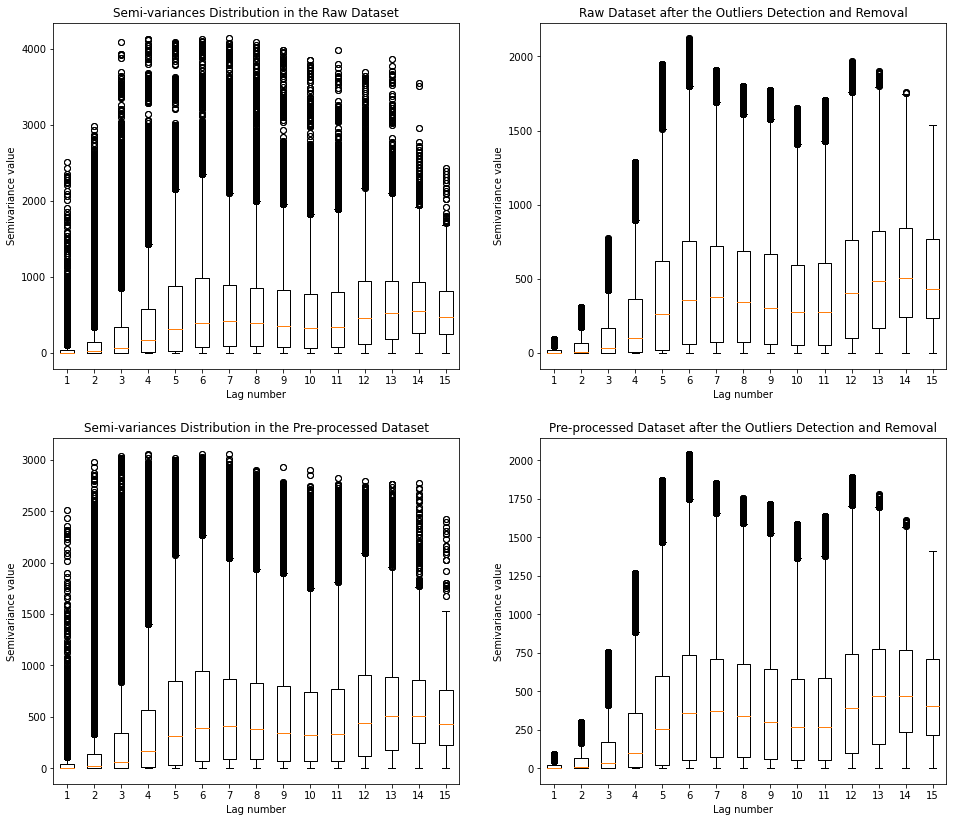 Semi-variances Distribution in the Raw Dataset
4000
3000
2000
1000
0
Semivariance value
1 2 3 4 5 6 7 8 9 10 11 12 13 14 15
Lag number
Raw Dataset after the Outliers Detection and Removal
2000
1500
1000
500
0
Semivariance value
1 2 3 4 5 6 7 8 9 10 11 12 13 14 15
Lag number
Semi-variances Distribution in the Pre-processed Dataset
3000
2500
2000
1500
1000
500
0
Semivariance value
1 2 3 4 5 6 7 8 9 10 11 12 13 14 15
Lag number
Pre-processed Dataset after the Outliers Detection and Removal
2000
1750
1500
1250
1000
750
500
250
0
Semivariance value
1 2 3 4 5 6 7 8 9 10 11 12 13 14 15
Lag number